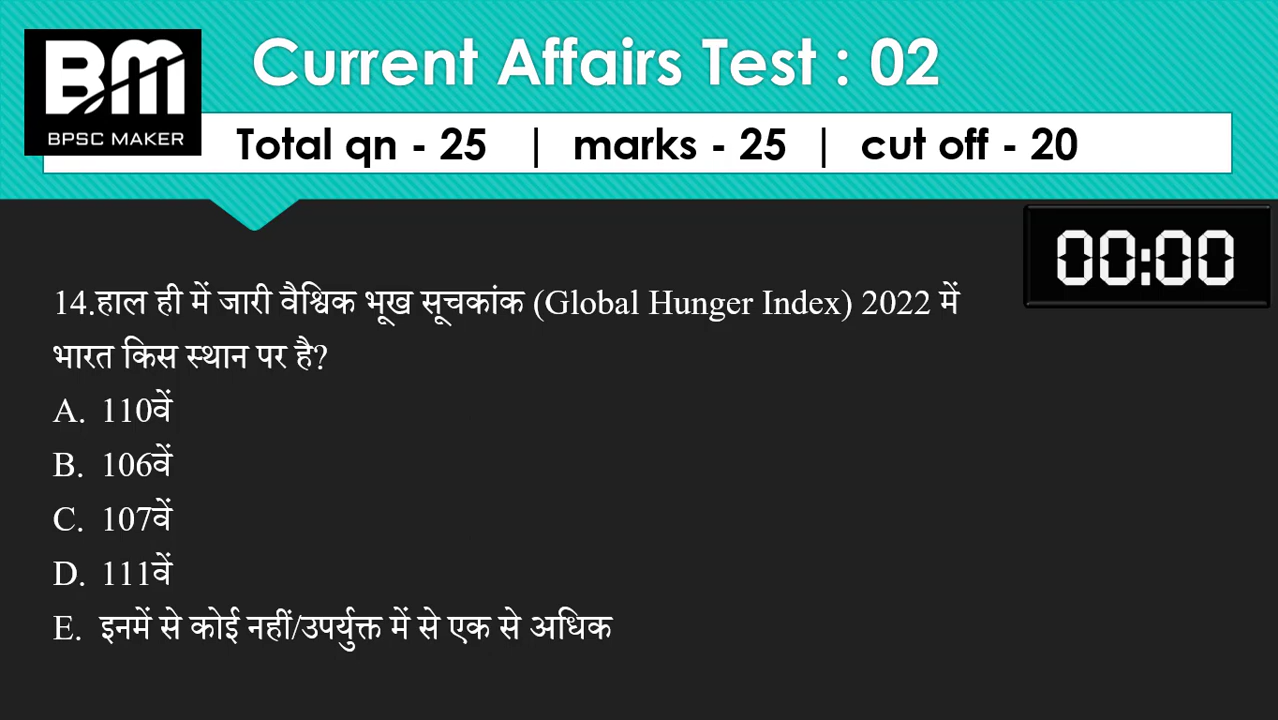 BM
BPSC MAKER
Current Affairs Test : 02
Total qn - 25 | marks - 25 | cut off - 20
00:00
14.हाल ही में जारी वैश्विक भूख सूचकांक (Global Hunger Index) 2022 में
भारत किस स्थान पर है?
A. 110वें
B. 106वें
C. 107वें
D. 111वें
E. इनमें से कोई नहीं/उपर्युक्त में से एक से अधिक